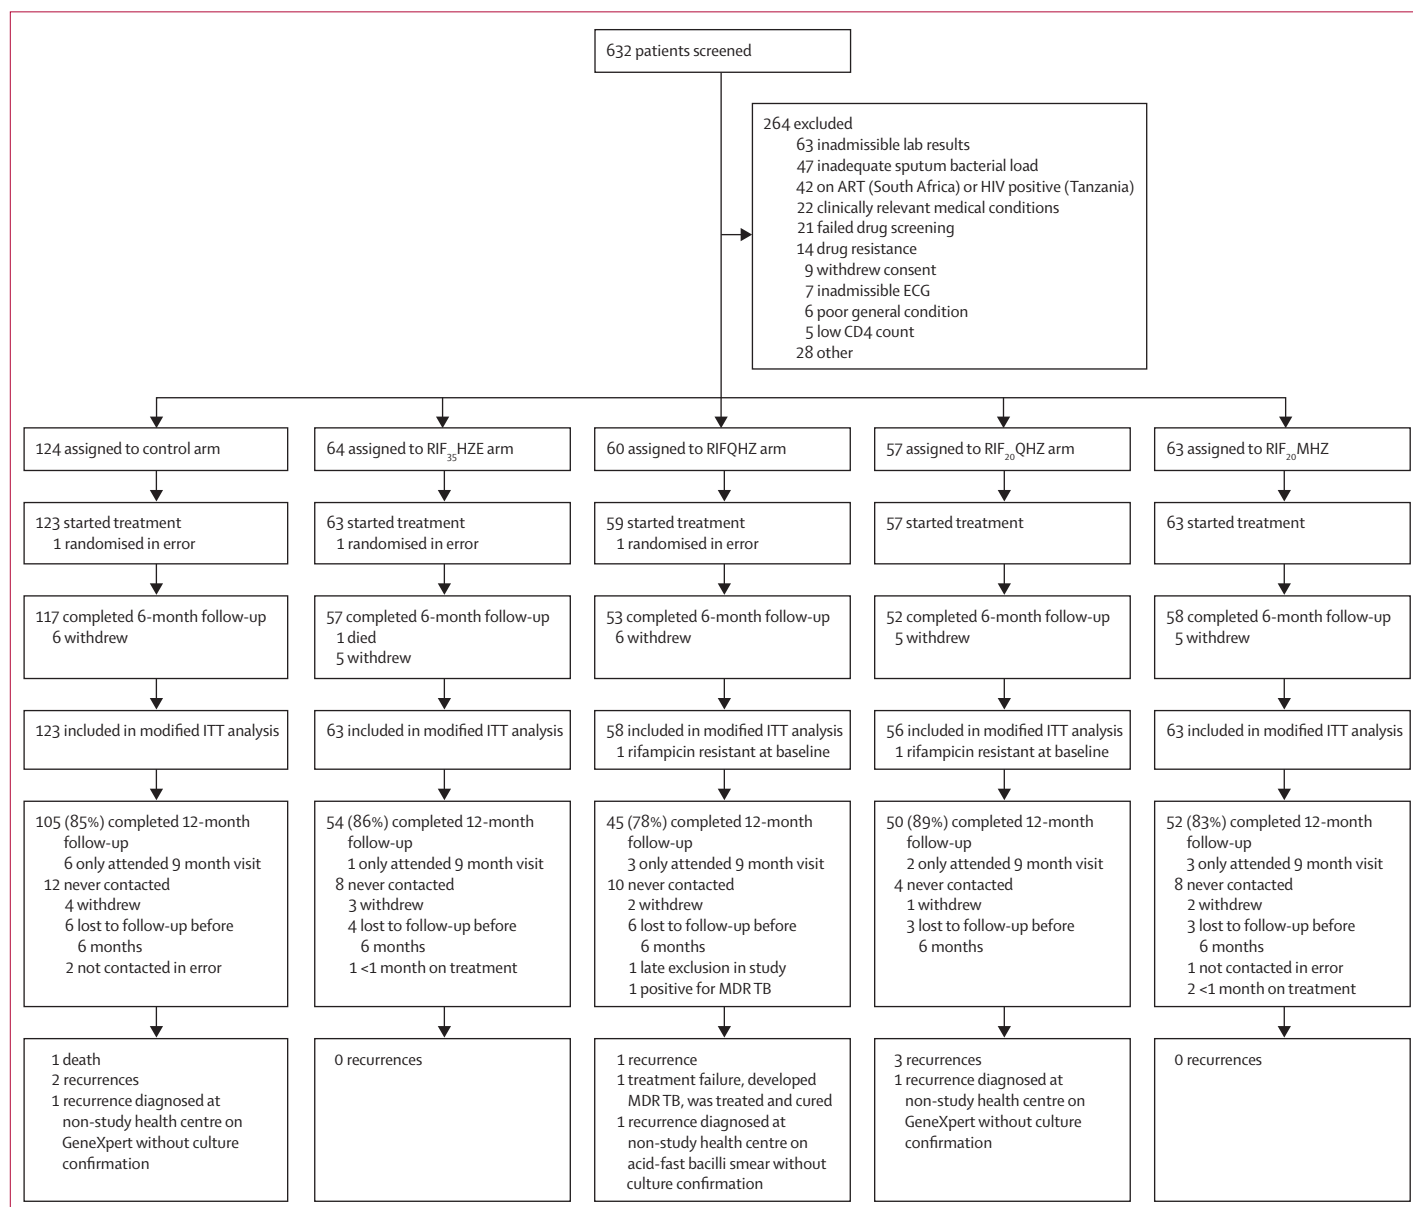 632 patients screened
264 excluded
63 inadmissible lab results
47 inadequate sputum bacterial load
42 on ART (South Africa) or HIV positive (Tanzania)
22 clinically relevant medical conditions
21 failed drug screening
14 drug resistance
9 withdrew consent
7 inadmissible ECG
6 poor general condition
5 low CD4 count
28 other
124 assigned to control arm
64 assigned to RIF35HZE arm
60 assigned to RIFQHZ arm
57 assigned to RIF20QHZ arm
63 assigned to RIF20MHZ
123 started treatment
1 randomised in error
63 started treatment
1 randomised in error
59 started treatment
1 randomised in error
57 started treatment
63 started treatment
117 completed 6-month follow-up
6 withdrew
57 completed 6-month follow-up
1 died
5 withdrew
53 completed 6-month follow-up
6 withdrew
52 completed 6-month follow-up
5 withdrew
58 completed 6-month follow-up
5 withdrew
123 included in modified ITT analysis
63 included in modified ITT analysis
58 included in modified ITT analysis
1 rifampicin resistant at baseline
56 included in modified ITT analysis
1 rifampicin resistant at baseline
63 included in modified ITT analysis
105 (85%) completed 12-month
follow-up
6 only attended 9 month visit
12 never contacted
4 withdrew
6 lost to follow-up before
6 months
2 not contacted in error
54 (86%) completed 12-month
follow-up
1 only attended 9 month visit
8 never contacted
3 withdrew
4 lost to follow-up before
6 months
1 <1 month on treatment
45 (78%) completed 12-month
follow-up
3 only attended 9 month visit
10 never contacted
2 withdrew
6 lost to follow-up before
6 months
1 late exclusion in study
1 positive for MDR TB
50 (89%) completed 12-month
follow-up
2 only attended 9 month visit
4 never contacted
1 withdrew
3 lost to follow-up before
6 months
52 (83%) completed 12-month
follow-up
3 only attended 9 month visit
8 never contacted
2 withdrew
3 lost to follow-up before
6 months
1 not contacted in error
2 <1 month on treatment
1 death
2 recurrences
1 recurrence diagnosed at
non-study health centre on
GeneXpert without culture
confirmation
0 recurrences
1 recurrence
1 treatment failure, developed
MDR TB, was treated and cured
1 recurrence diagnosed at
non-study health centre on
acid-fast bacilli smear without
culture confirmation
3 recurrences
1 recurrence diagnosed at
non-study health centre on
GeneXpert without culture
confirmation
0 recurrences